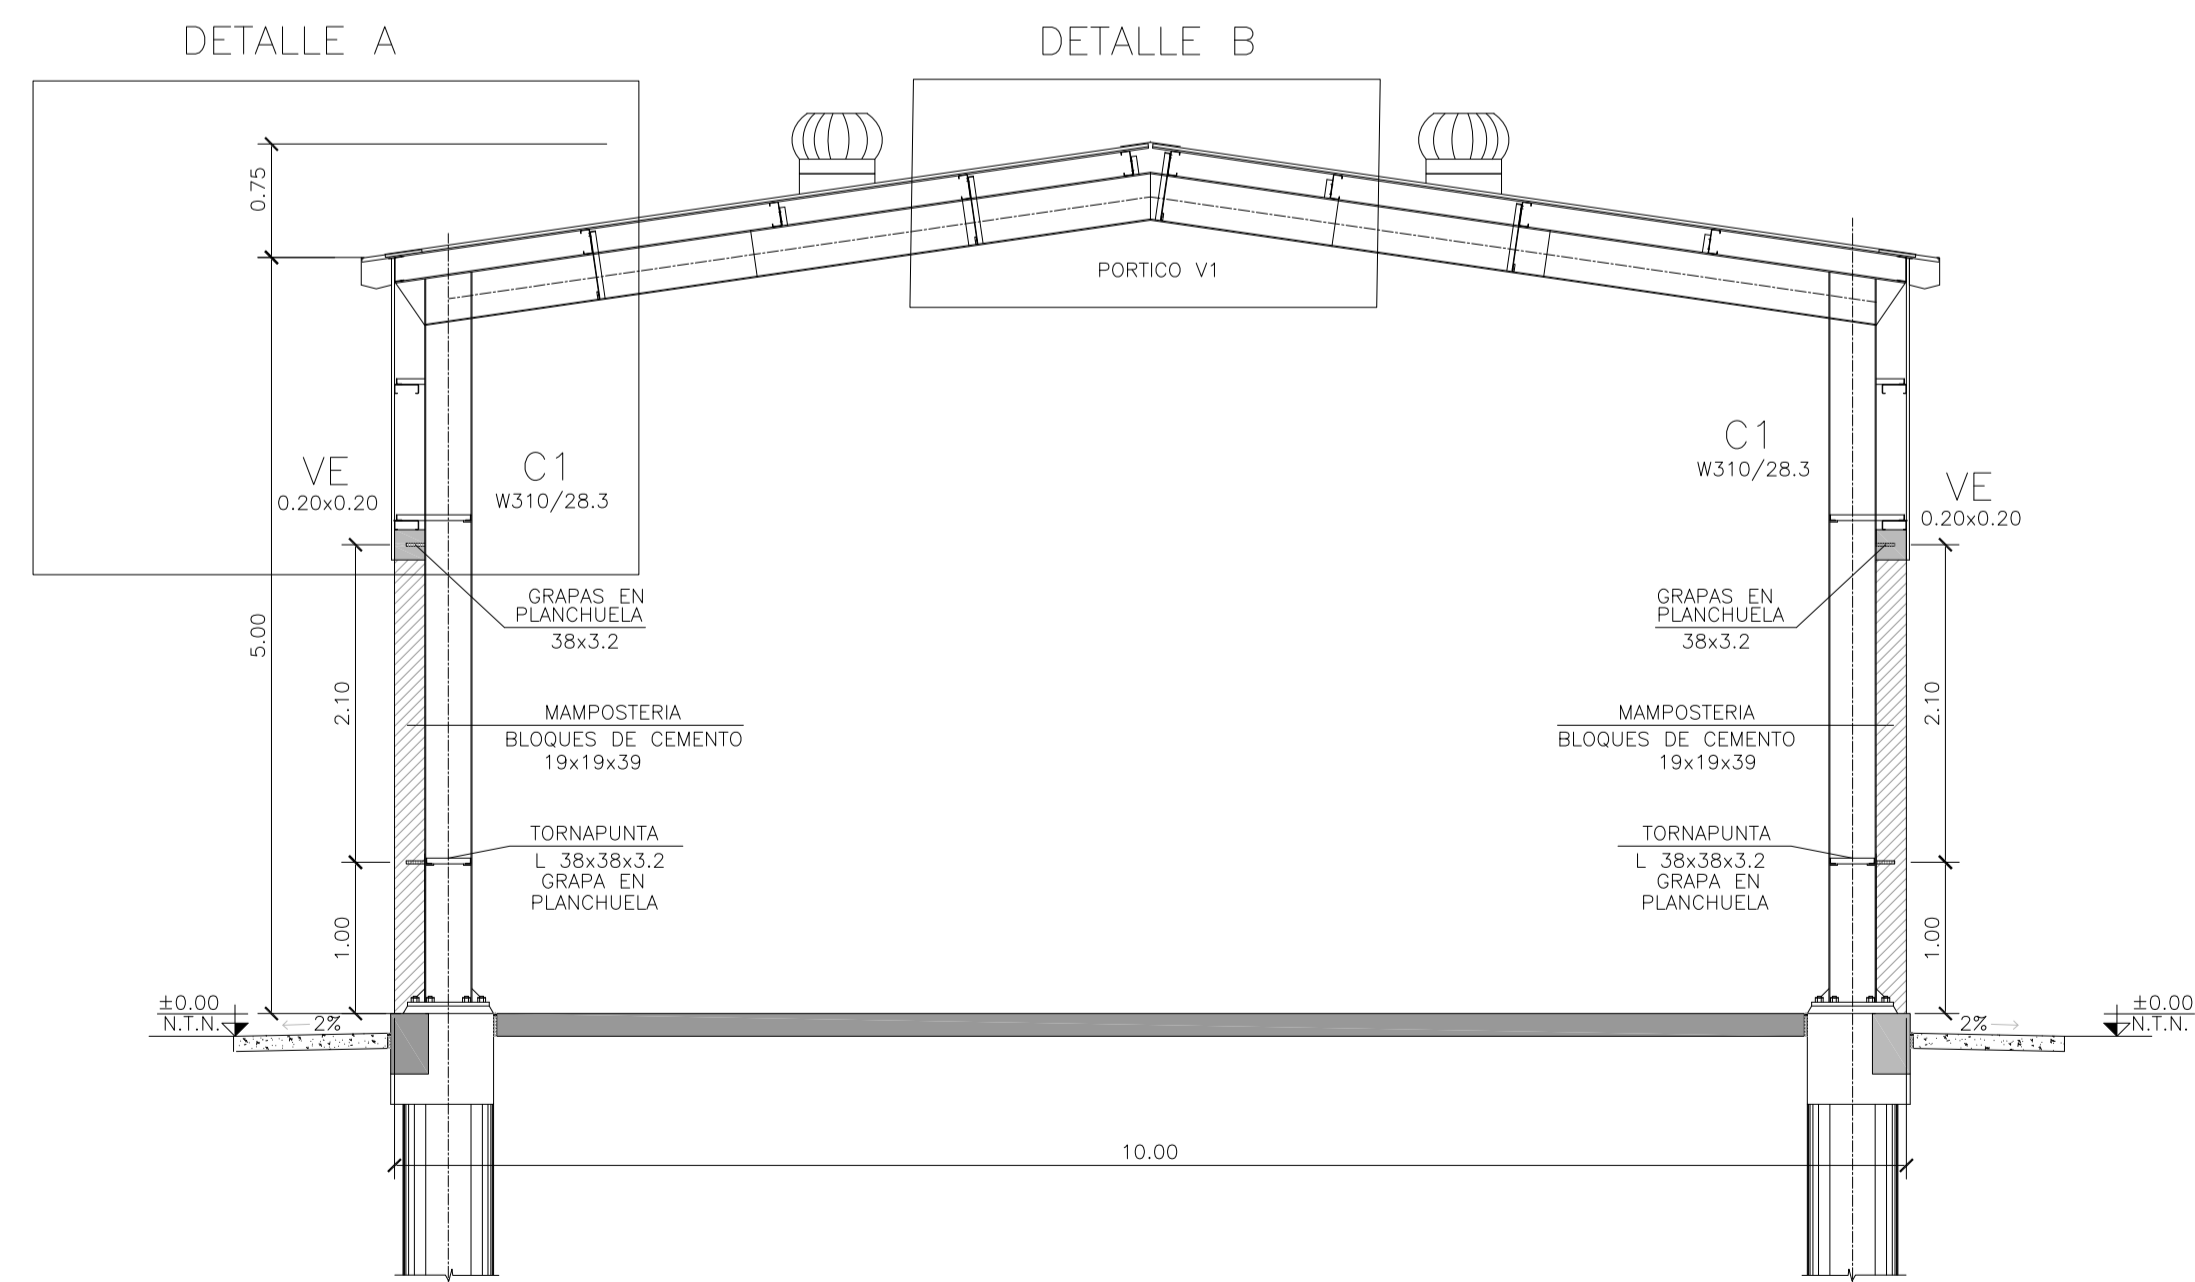 DETALLE A
DETALLE B
0.75
PORTICO V1
C1
W310/28.3
VE
0.20x0.20
C1
W310/28.3
VE
0.20x0.20
GRAPAS EN
PLANCHUELA
38x3.2
GRAPAS EN
PLANCHUELA
38x3.2
5.00
2.10
2.10
MAMPOSTERIA
BLOQUES DE CEMENTO
19x19x39
MAMPOSTERIA
BLOQUES DE CEMENTO
19x19x39
TORNAPUNTA
L 38x38x3.2
GRAPA EN
PLANCHUELA
TORNAPUNTA
L 38x38x3.2
GRAPA EN
PLANCHUELA
1.00
1.00
±0.00
N.T.N.
2%
2%
±0.00
N.T.N.
10.00